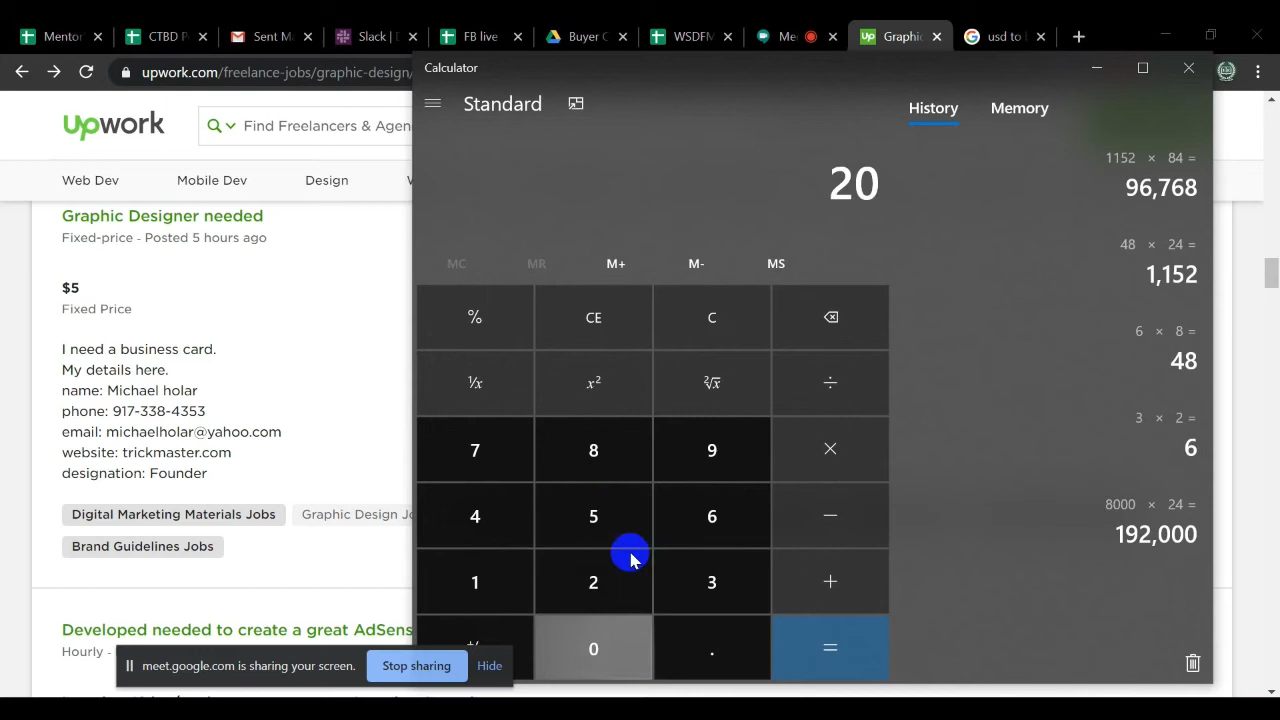 Mentor
CTBD P
Sent M
Slack | E
FB live
Buyer C
WSDFM
Mee
Up Graphic
usd to
upwork.com/freelance-jobs/graphic-design/
Calculator
Standard
History
Memory
upwork
Find Freelancers & Agen
20
1152 × 84 =
96,768
Web Dev
Mobile Dev
Design
Graphic Designer needed
Fixed-price - Posted 5 hours ago
48 × 24 =
1,152
MC
MR
M+
M-
MS
$5
Fixed Price
%
CE
C
6 × 8 =
48
I need a business card.
My details here.
name: Michael holar
phone: 917-338-4353
email: michaelholar@yahoo.com
website: trickmaster.com
designation: Founder
¹/x
x²
²√x
÷
3 × 2 =
6
7
8
9
×
Digital Marketing Materials Jobs
Graphic Design Jo
Brand Guidelines Jobs
4
5
6
−
8000 × 24 =
192,000
1
2
3
+
Developed needed to create a great AdSens
Hourly -
0
.
=
meet.google.com is sharing your screen.
Stop sharing
Hide